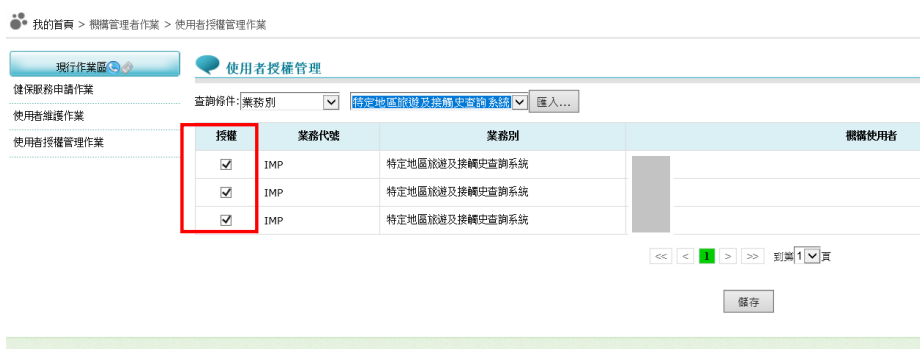 我的首頁 > 機構管理者作業 > 使用者授權管理作業
現行作業區
健保服務申請作業
使用者維護作業
使用者授權管理作業
使用者授權管理
查詢條件: 業務別 特定地區旅遊及接觸史查詢系統 匯入...
授權 業務代號 業務別 機構使用者
IMP 特定地區旅遊及接觸史查詢系統
IMP 特定地區旅遊及接觸史查詢系統
IMP 特定地區旅遊及接觸史查詢系統
<< < 1 > >> 到第 1 頁
儲存